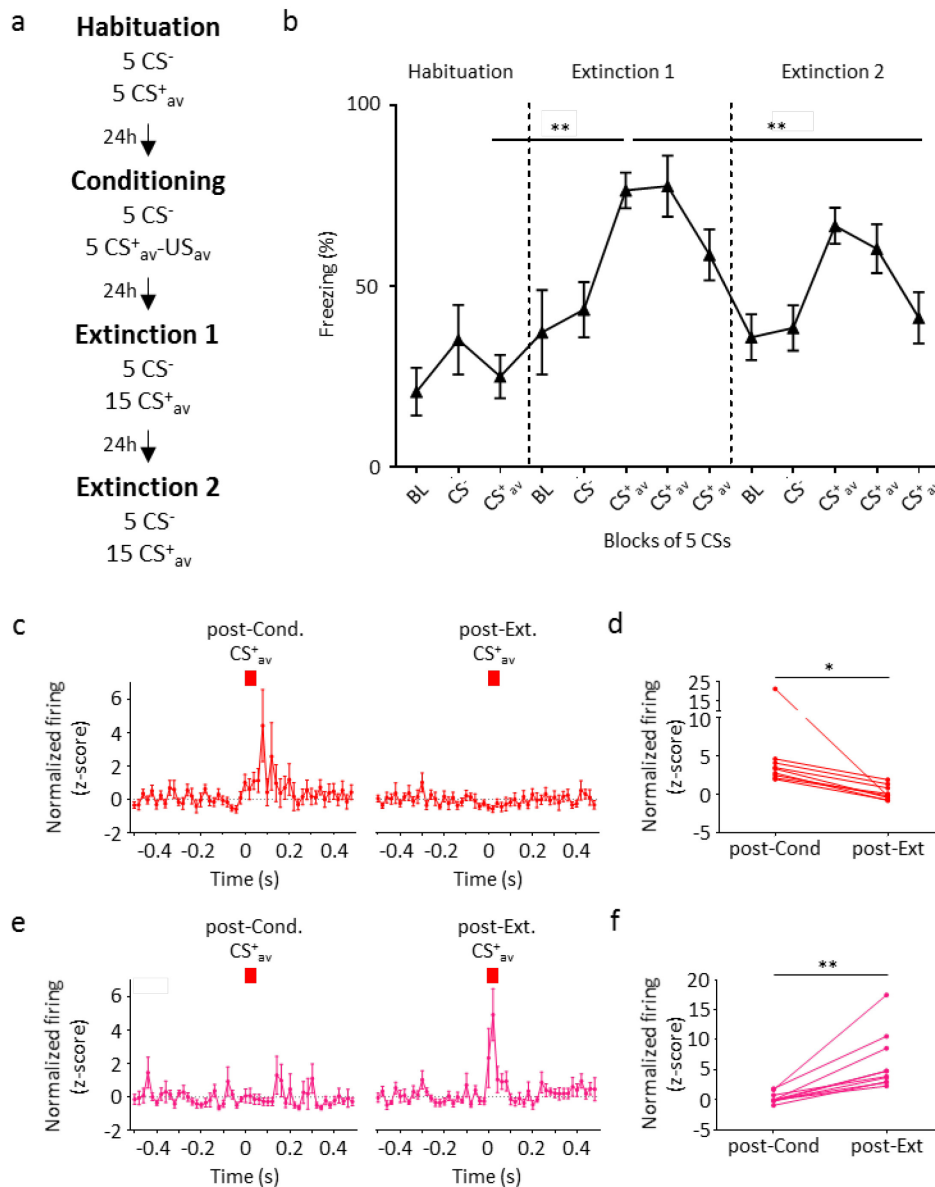 a
Habituation
5 CS-
5 CS+av
24h
Conditioning
5 CS-
5 CS+av-USav
24h
Extinction 1
5 CS-
15 CS+av
24h
Extinction 2
5 CS-
15 CS+av
b
Habituation Extinction 1 Extinction 2
100
50
0
Freezing (%)
** **
BL CS- CS+av BL CS- CS+av CS+av CS+av BL CS- CS+av CS+av CS+av
Blocks of 5 CSs
c
post-Cond. post-Ext.
CS+av CS+av
Normalized firing
(z-score)
6
4
2
0
-2
-0.4 -0.2 0 0.2 0.4 -0.4 -0.2 0 0.2 0.4
Time (s) Time (s)
d
*
Normalized firing
(z-score)
25
15
10
5
0
-5
post-Cond post-Ext
e
post-Cond. post-Ext.
CS+av CS+av
Normalized firing
(z-score)
6
4
2
0
-2
-0.4 -0.2 0 0.2 0.4 -0.4 -0.2 0 0.2 0.4
Time (s) Time (s)
f
**
Normalized firing
(z-score)
20
15
10
5
0
-5
post-Cond post-Ext